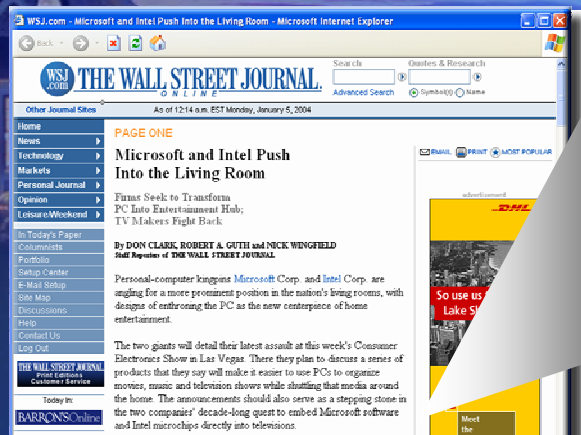 WSJ.com - Microsoft and Intel Push Into the Living Room - Microsoft Internet Explorer
Back
WSJ
.com
THE WALL STREET JOURNAL.
ONLINE
Search
Quotes & Research
Advanced Search
Symbol(s)
Name
Other Journal Sites
As of 12:14 a.m. EST Monday, January 5, 2004
Home
News
Technology
Markets
Personal Journal
Opinion
Leisure/Weekend
In Today's Paper
Columnists
Portfolio
Setup Center
E-Mail Setup
Site Map
Discussions
Help
Contact Us
Log Out
THE WALL STREET JOURNAL
Print Editions
Customer Service
Today In:
BARRON'S Online
PAGE ONE
Microsoft and Intel Push
Into the Living Room
Firms Seek to Transform
PC Into Entertainment Hub;
TV Makers Fight Back
By DON CLARK, ROBERT A. GUTH and NICK WINGFIELD
Staff Reporters of THE WALL STREET JOURNAL
Personal-computer kingpins Microsoft Corp. and Intel Corp. are
angling for a more prominent position in the nation's living rooms, with
designs of enthroning the PC as the new centerpiece of home
entertainment.
The two giants will detail their latest assault at this week's Consumer
Electronics Show in Las Vegas. There they plan to discuss a series of
products that they say will make it easier to use PCs to organize
movies, music and television shows while shuttling that media around
the home. The announcements should also serve as a stepping stone in
the two companies' decade-long quest to embed Microsoft software
and Intel microchips directly into televisions.
EMAIL
PRINT
MOST POPULAR
advertisement
DHL
So use us
Lake
Meet
the